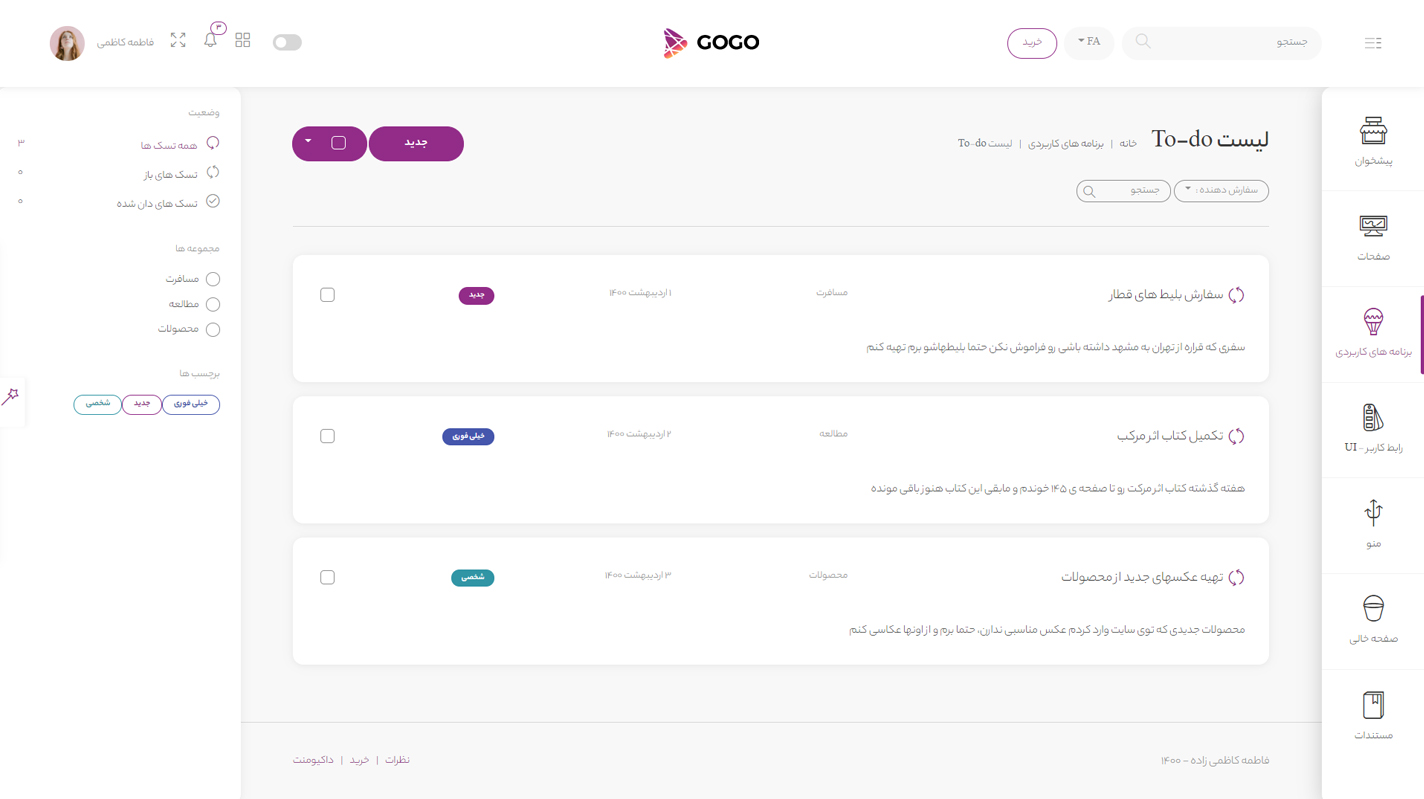 جستجو
FA
خرید
GOGO
۳
فاطمه کاظمی
پیشخوان
صفحات
برنامه های کاربردی
رابط کاربر - UI
منو
صفحه خالی
مستندات
لیست To-do
خانه | برنامه های کاربردی | لیست To-do
جدید
سفارش دهنده :
جستجو
سفارش بلیط های قطار
مسافرت
۱ اردیبهشت ۱۴۰۰
جدید
سفری که قراره از تهران به مشهد داشته باشی رو فراموش نکن حتما بلیطهاشو برم تهیه کنم
تکمیل کتاب اثر مرکب
مطالعه
۲ اردیبهشت ۱۴۰۰
خیلی فوری
هفته گذشته کتاب اثر مرکت رو تا صفحه ی ۱۴۵ خوندم و مابقی این کتاب هنوز باقی مونده
تهیه عکسهای جدید از محصولات
محصولات
۳ اردیبهشت ۱۴۰۰
شخصی
محصولات جدیدی که توی سایت وارد کردم عکس مناسبی ندارن، حتما برم و از اونها عکاسی کنم
وضعیت
همه تسک ها ۳
تسک های باز ۰
تسک های دان شده ۰
مجموعه ها
مسافرت
مطالعه
محصولات
برچسب ها
خیلی فوری جدید شخصی
فاطمه کاظمی زاده - ۱۴۰۰
نظرات | خرید | داکیومنت